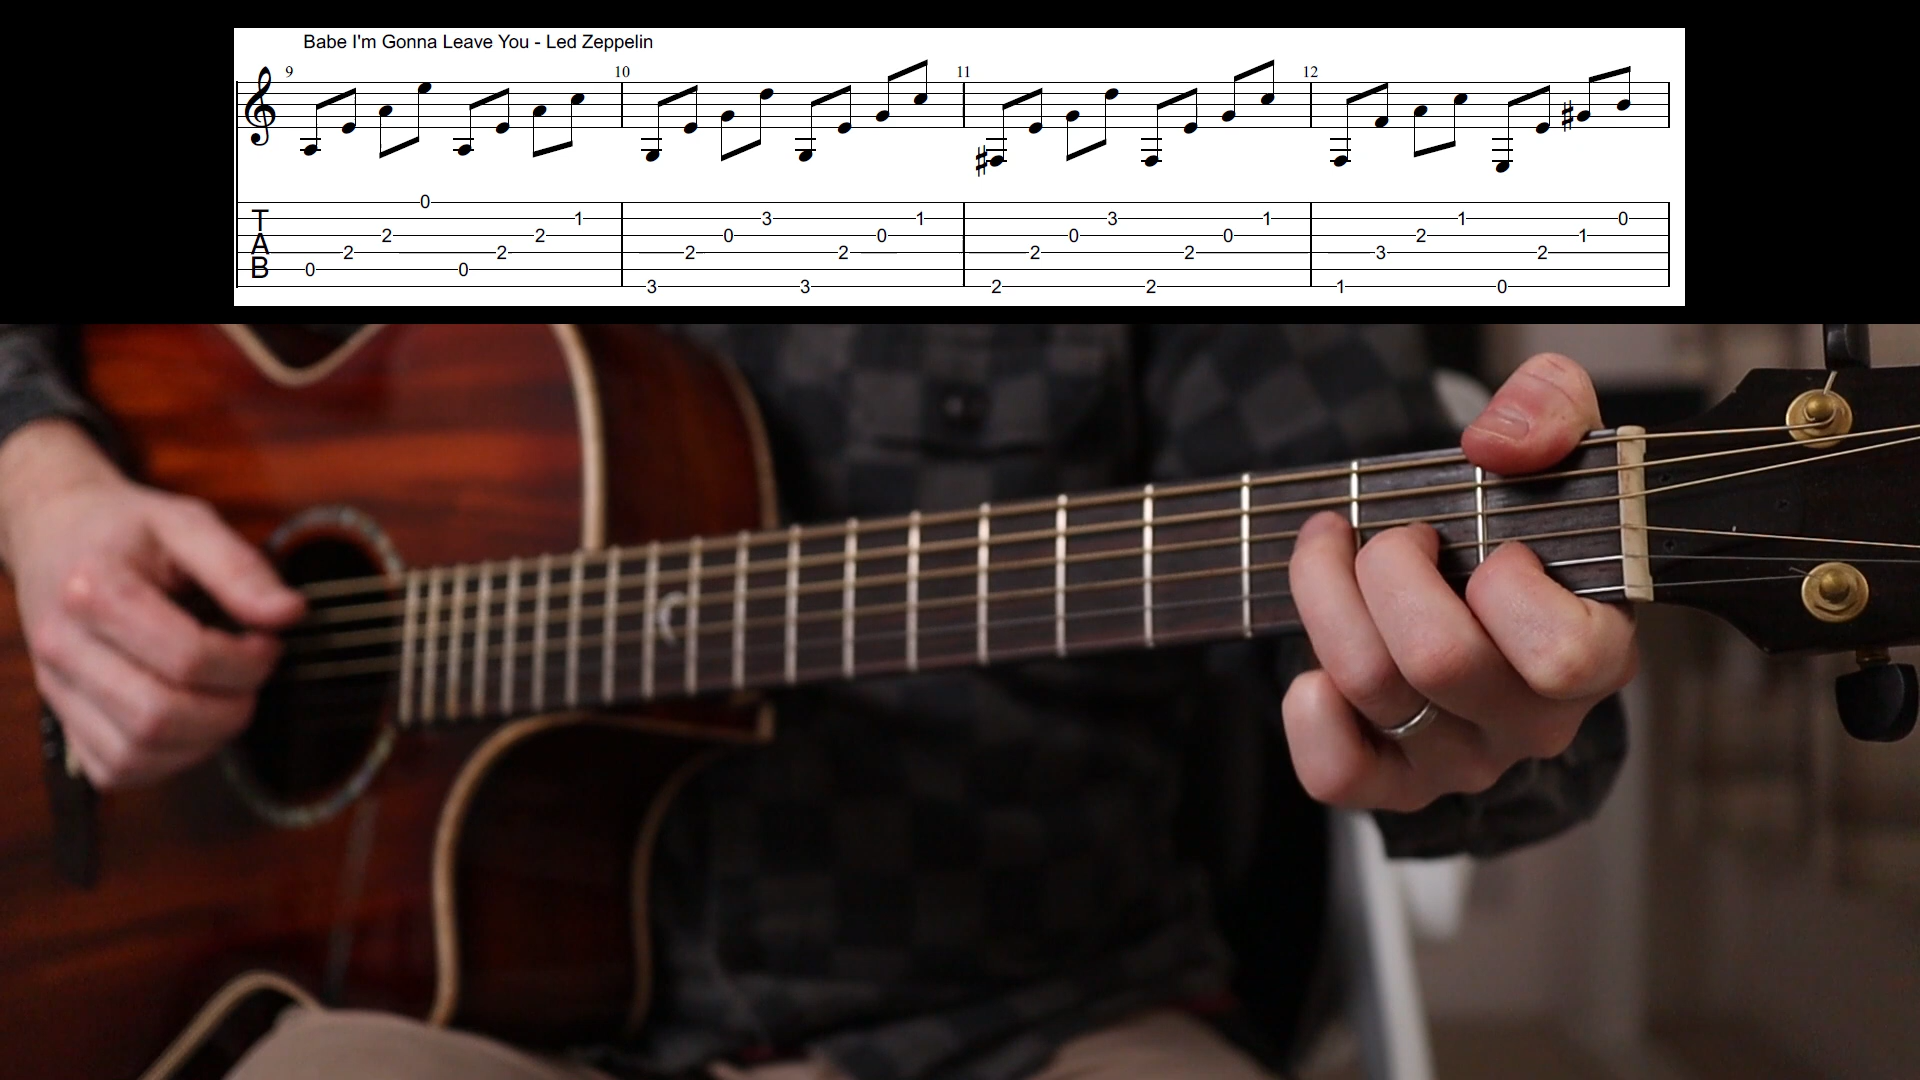 Babe I'm Gonna Leave You - Led Zeppelin
9 10 11 12
0
T 1 3 1 3 1 1 0
A 2 2 0 0 0 0 2 1
2 2 2 2 2 2 3 2
B 0 0
3 3 2 2 1 0